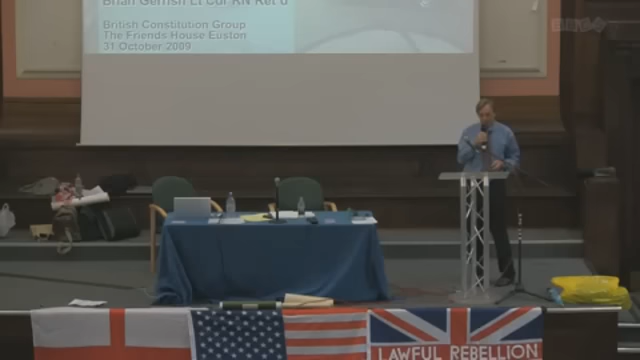 Brian Gerrish Lt Cdr RN Ret'd
British Constitution Group
The Friends House Euston
31 October 2009
LAWFUL REBELLION